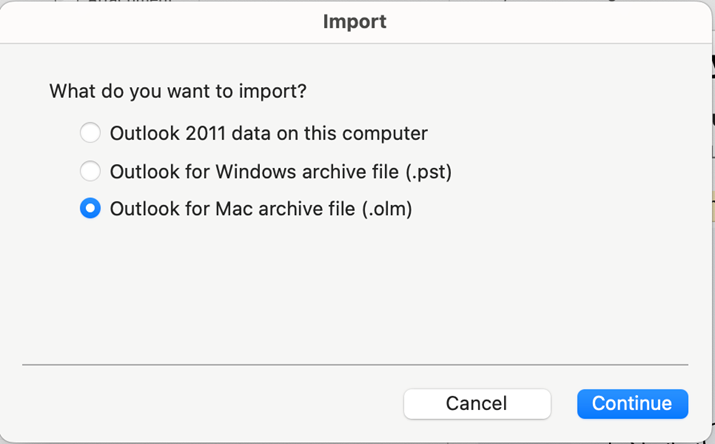 Import
What do you want to import?
Outlook 2011 data on this computer
Outlook for Windows archive file (.pst)
Outlook for Mac archive file (.olm)
Cancel
Continue